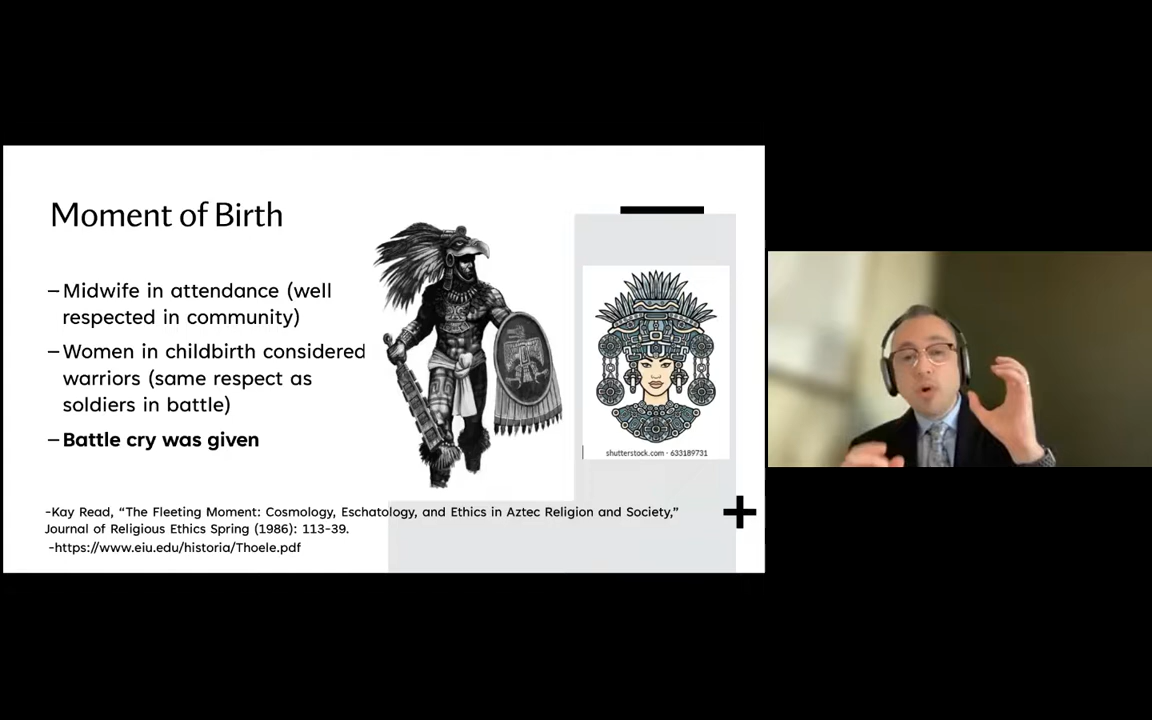 Moment of Birth
–Midwife in attendance (well
respected in community)
–Women in childbirth considered
warriors (same respect as
soldiers in battle)
–Battle cry was given
shutterstock.com · 633189731
-Kay Read, “The Fleeting Moment: Cosmology, Eschatology, and Ethics in Aztec Religion and Society,”
Journal of Religious Ethics Spring (1986): 113-39.
-https://www.eiu.edu/historia/Thoele.pdf